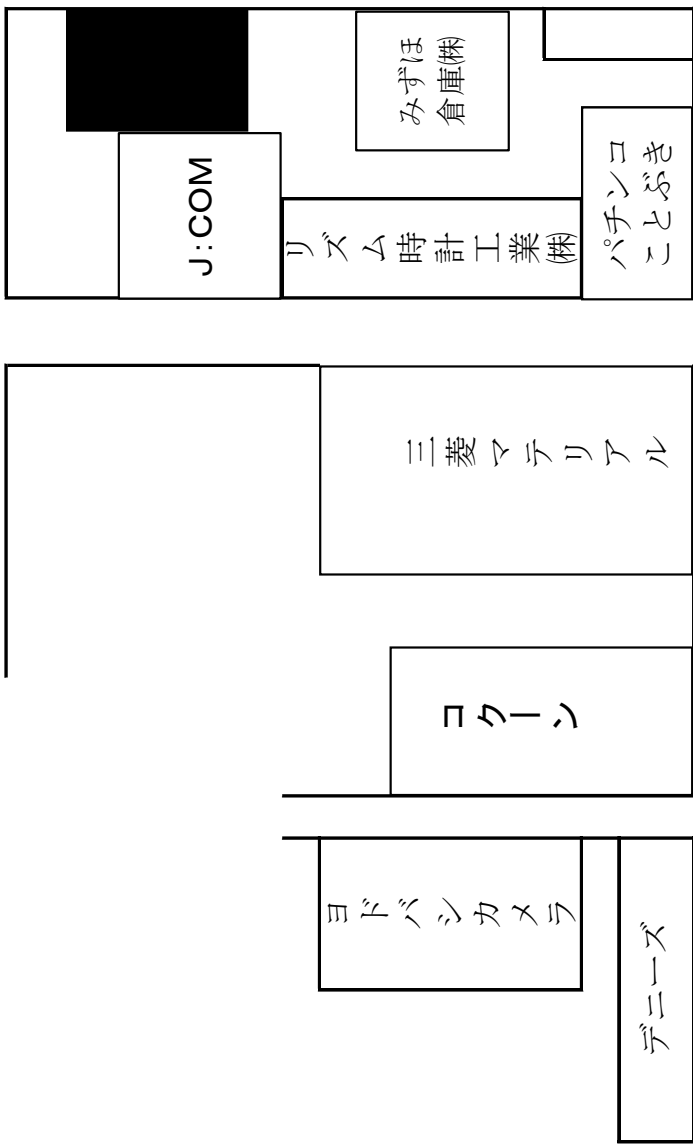 J:COM
みずほ
倉庫㈱
リズム時計工業㈱
パチンコ
ことぶき
三菱マテリアル
コクーン
ヨドバシカメラ
デニーズ